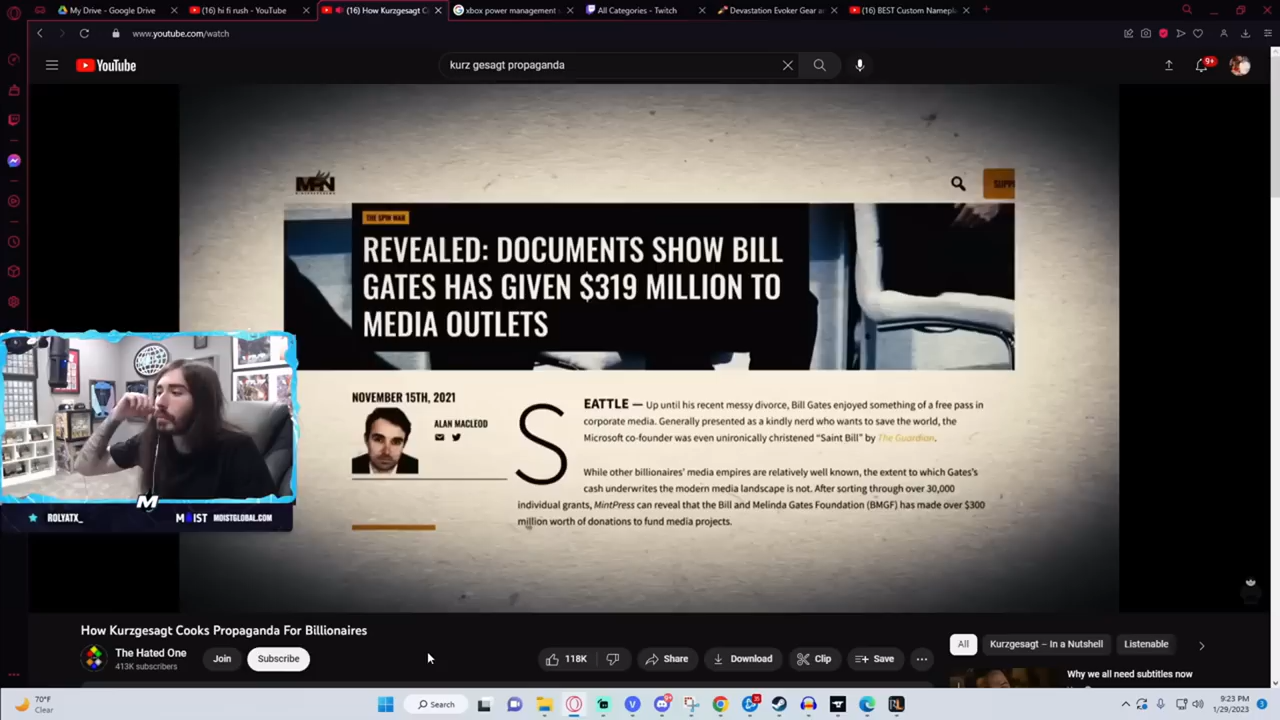 My Drive - Google Drive
(16) hi fi rush - YouTube
(16) How Kurzgesagt C
xbox power management
All Categories - Twitch
Devastation Evoker Gear a
(16) BEST Custom Namepl
www.youtube.com/watch
YouTube
kurz gesagt propaganda
9+
MPN
SUPP
THE SPIN WAR
REVEALED: DOCUMENTS SHOW BILL
GATES HAS GIVEN $319 MILLION TO
MEDIA OUTLETS
NOVEMBER 15TH, 2021
ALAN MACLEOD
SEATTLE — Up until his recent messy divorce, Bill Gates enjoyed something of a free pass in
corporate media. Generally presented as a kindly nerd who wants to save the world, the
Microsoft co-founder was even unironically christened “Saint Bill” by The Guardian.
While other billionaires’ media empires are relatively well known, the extent to which Gates’s
cash underwrites the modern media landscape is not. After sorting through over 30,000
individual grants, MintPress can reveal that the Bill and Melinda Gates Foundation (BMGF) has made over $300
million worth of donations to fund media projects.
M
ROLYATX_
MOIST
MOISTGLOBAL.COM
How Kurzgesagt Cooks Propaganda For Billionaires
The Hated One
413K subscribers
Join
Subscribe
118K
Share
Download
Clip
Save
All
Kurzgesagt – In a Nutshell
Listenable
Why we all need subtitles now
70°F
Clear
Search
9:23 PM
1/29/2023